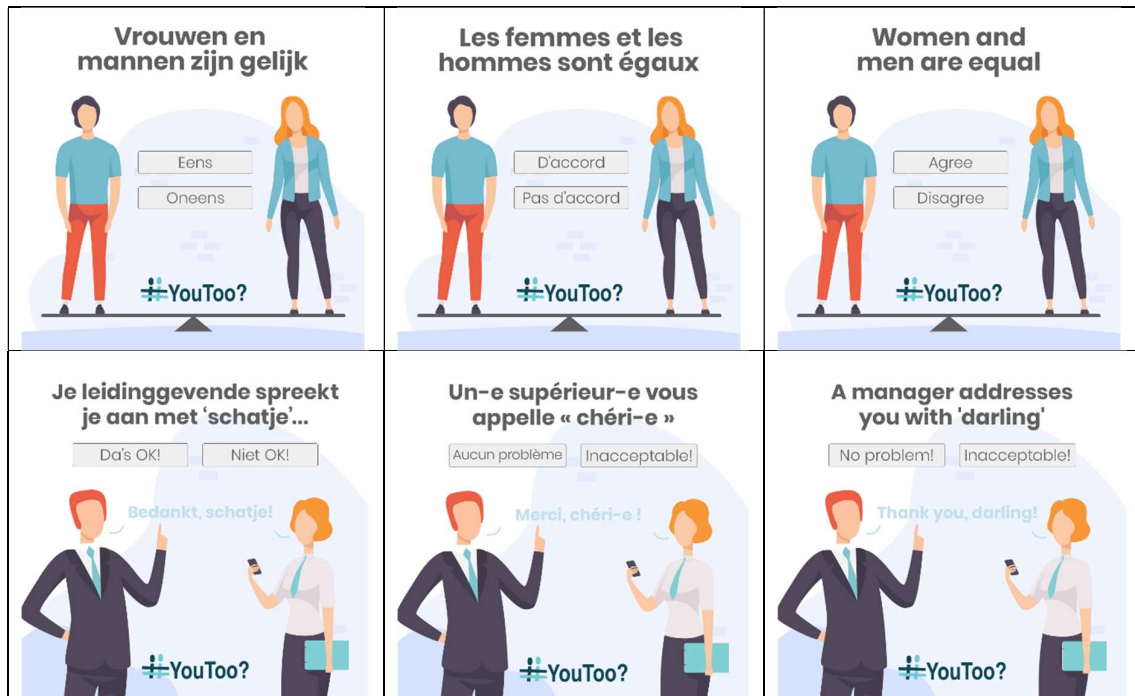 Vrouwen en
mannen zijn gelijk
Eens
Oneens
#YouToo?
Les femmes et les
hommes sont égaux
D'accord
Pas d'accord
#YouToo?
Women and
men are equal
Agree
Disagree
#YouToo?
Je leidinggevende spreekt
je aan met ‘schatje’...
Da's OK!
Niet OK!
Bedankt, schatje!
#YouToo?
Un-e supérieur-e vous
appelle « chéri-e »
Aucun problème
Inacceptable!
Merci, chéri-e !
#YouToo?
A manager addresses
you with 'darling'
No problem!
Inacceptable!
Thank you, darling!
#YouToo?